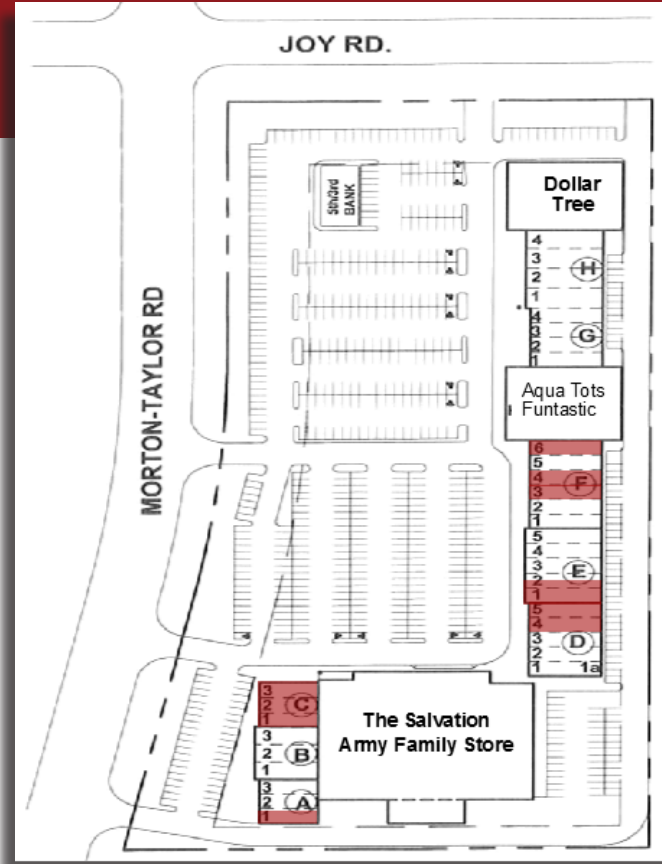 JOY RD.
MORTON-TAYLOR RD
5th/3rd
BANK
Dollar
Tree
4
3
2
1
H
4
3
2
1
G
Aqua Tots
Funtastic
6
5
4
3
2
1
F
5
4
3
2
1
E
5
4
3
2
1
1a
D
3
2
1
C
3
2
1
B
3
2
1
A
The Salvation
Army Family Store